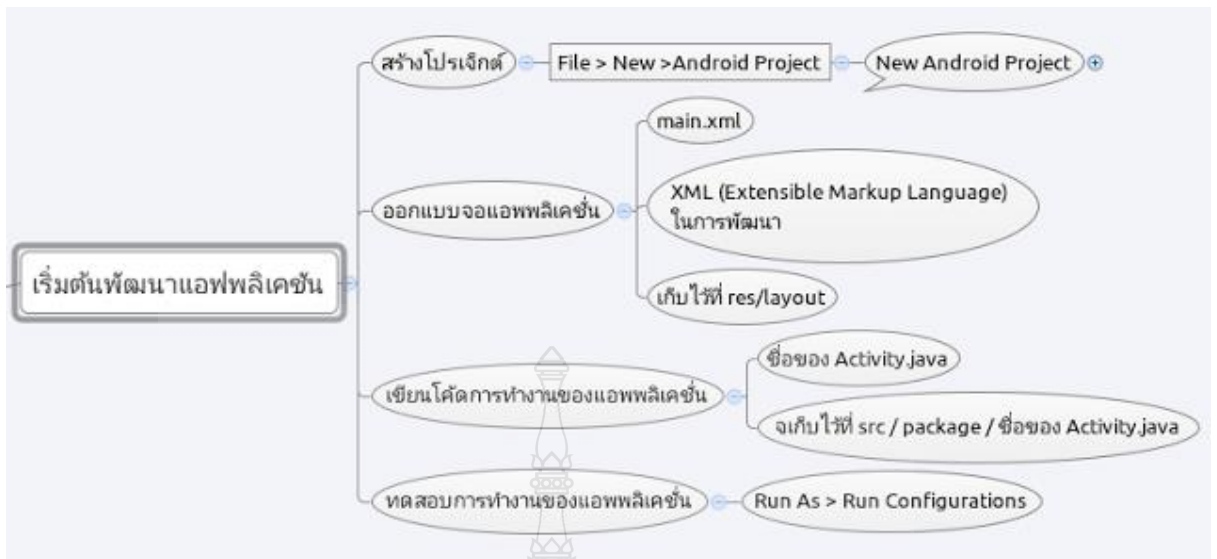 สร้างโปรเจ็กต์
File > New >Android Project
New Android Project
main.xml
ออกแบบจอแอพพลิเคชั่น
XML (Extensible Markup Language)
ในการพัฒนา
เก็บไว้ที่ res/layout
เริ่มต้นพัฒนาแอฟพลิเคชัน
เขียนโค้ดการทำงานของแอพพลิเคชั่น
ชื่อของ Activity.java
จเก็บไว้ที่ src / package / ชื่อของ Activity.java
ทดสอบการทำงานของแอพพลิเคชั่น
Run As > Run Configurations